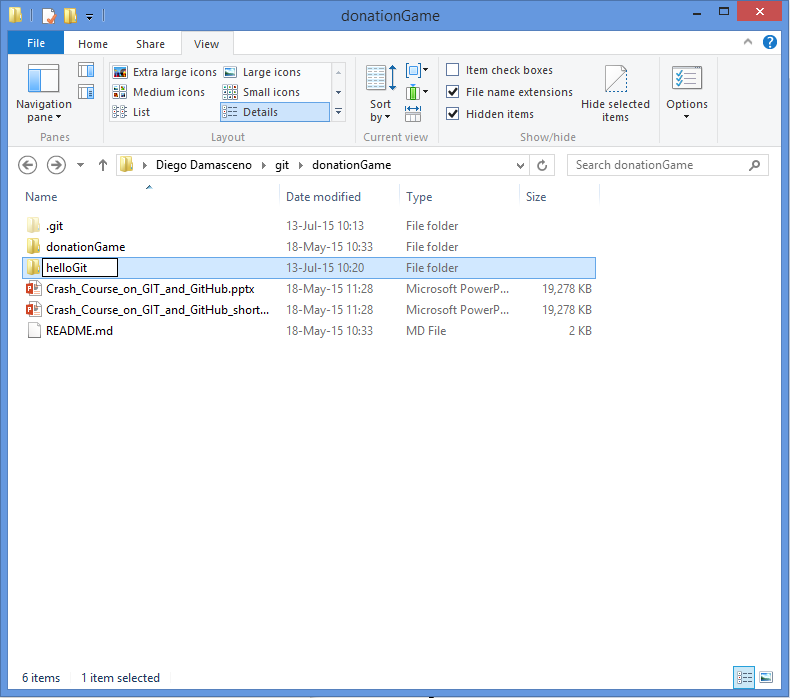 donationGame
File Home Share View
Navigation pane
Extra large icons Large icons
Medium icons Small icons
List Details
Sort by
Item check boxes
File name extensions
Hidden items
Hide selected items
Options
Panes Layout Current view Show/hide
Diego Damasceno git donationGame Search donationGame
Name Date modified Type Size
.git 13-Jul-15 10:13 File folder
donationGame 18-May-15 10:33 File folder
helloGit 13-Jul-15 10:20 File folder
Crash_Course_on_GIT_and_GitHub.pptx 18-May-15 11:28 Microsoft PowerP... 19,278 KB
Crash_Course_on_GIT_and_GitHub_short... 18-May-15 11:28 Microsoft PowerP... 19,278 KB
README.md 18-May-15 10:33 MD File 2 KB
6 items 1 item selected